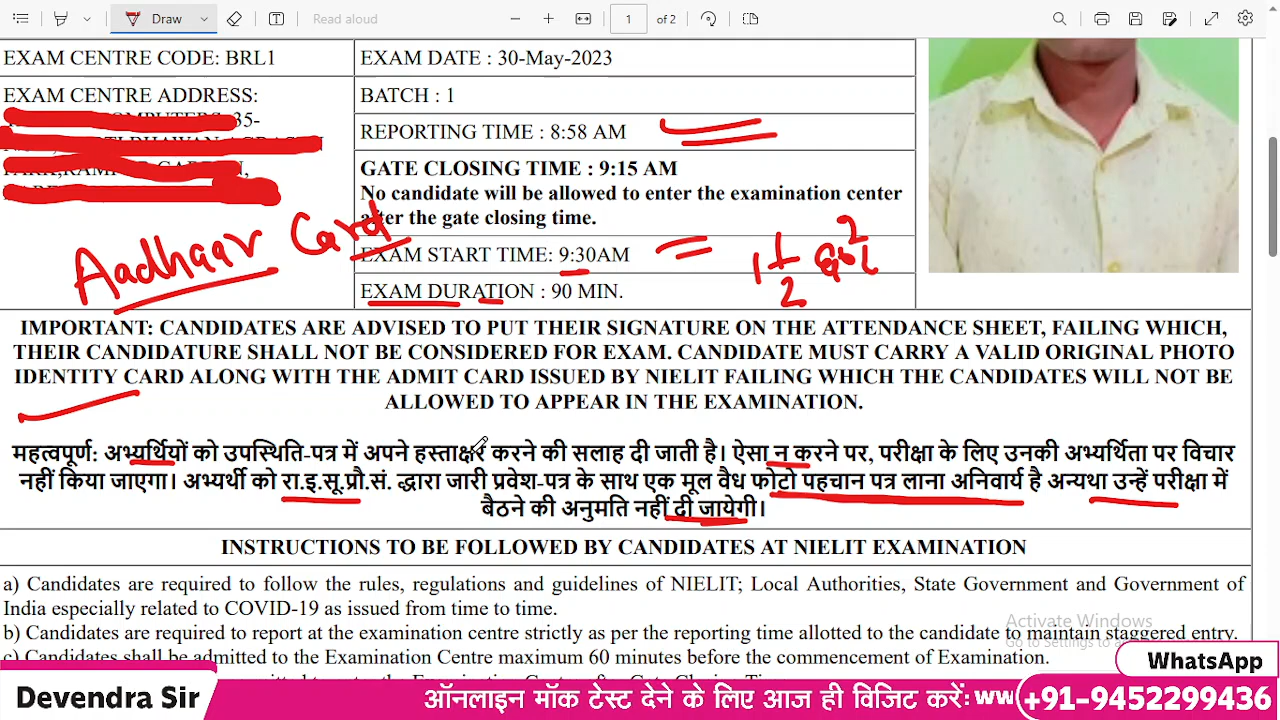 Draw
Read aloud
1
of 2
EXAM CENTRE CODE: BRL1
EXAM DATE : 30-May-2023
EXAM CENTRE ADDRESS:
35-
BATCH : 1
REPORTING TIME : 8:58 AM
GATE CLOSING TIME : 9:15 AM
No candidate will be allowed to enter the examination center
after the gate closing time.
Aadhaar Card
EXAM START TIME: 9:30AM
1 1/2
EXAM DURATION : 90 MIN.
IMPORTANT: CANDIDATES ARE ADVISED TO PUT THEIR SIGNATURE ON THE ATTENDANCE SHEET, FAILING WHICH,
THEIR CANDIDATURE SHALL NOT BE CONSIDERED FOR EXAM. CANDIDATE MUST CARRY A VALID ORIGINAL PHOTO
IDENTITY CARD ALONG WITH THE ADMIT CARD ISSUED BY NIELIT FAILING WHICH THE CANDIDATES WILL NOT BE
ALLOWED TO APPEAR IN THE EXAMINATION.
महत्वपूर्ण: अभ्यर्थियों को उपस्थिति-पत्र में अपने हस्ताक्षर करने की सलाह दी जाती है। ऐसा न करने पर, परीक्षा के लिए उनकी अभ्यर्थिता पर विचार
नहीं किया जाएगा। अभ्यर्थी को रा.इ.सू.प्रौ.सं. द्वारा जारी प्रवेश-पत्र के साथ एक मूल वैध फोटो पहचान पत्र लाना अनिवार्य है अन्यथा उन्हें परीक्षा में
बैठने की अनुमति नहीं दी जायेगी।
INSTRUCTIONS TO BE FOLLOWED BY CANDIDATES AT NIELIT EXAMINATION
a) Candidates are required to follow the rules, regulations and guidelines of NIELIT; Local Authorities, State Government and Government of
India especially related to COVID-19 as issued from time to time.
b) Candidates are required to report at the examination centre strictly as per the reporting time allotted to the candidate to maintain staggered entry.
c) Candidates shall be admitted to the Examination Centre maximum 60 minutes before the commencement of Examination.
Activate Windows
Go to Settings to a
WhatsApp
Devendra Sir
ऑनलाइन मॉक टेस्ट देने के लिए आज ही विजिट करें: ww
+91-9452299436